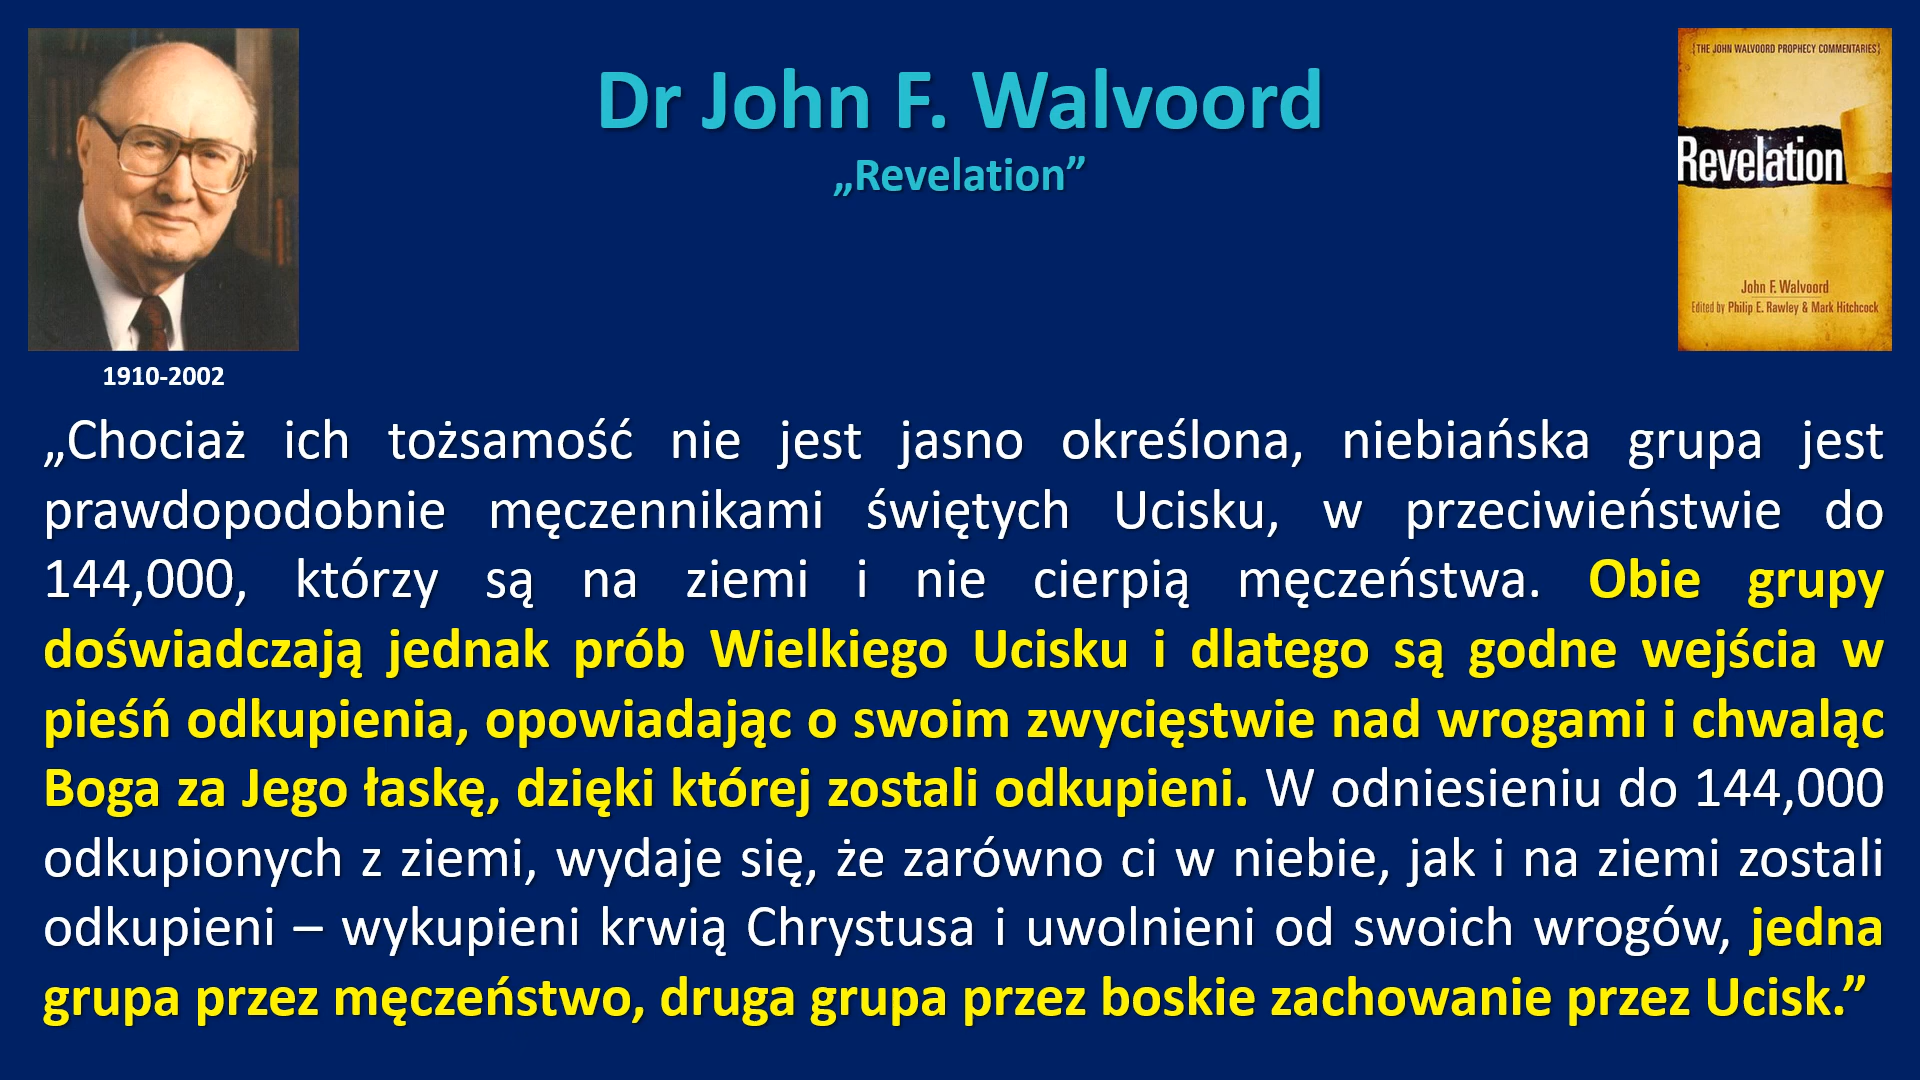 Dr John F. Walvoord
„Revelation”
{THE JOHN WALVOORD PROPHECY COMMENTARIES}
Revelation
John F. Walvoord
Edited by Philip E. Rawley & Mark Hitchcock
1910-2002
„Chociaż ich tożsamość nie jest jasno określona, niebiańska grupa jest
prawdopodobnie męczennikami świętych Ucisku, w przeciwieństwie do
144,000, którzy są na ziemi i nie cierpią męczeństwa. Obie grupy
doświadczają jednak prób Wielkiego Ucisku i dlatego są godne wejścia w
pieśń odkupienia, opowiadając o swoim zwycięstwie nad wrogami i chwaląc
Boga za Jego łaskę, dzięki której zostali odkupieni. W odniesieniu do 144,000
odkupionych z ziemi, wydaje się, że zarówno ci w niebie, jak i na ziemi zostali
odkupieni – wykupieni krwią Chrystusa i uwolnieni od swoich wrogów, jedna
grupa przez męczeństwo, druga grupa przez boskie zachowanie przez Ucisk.”